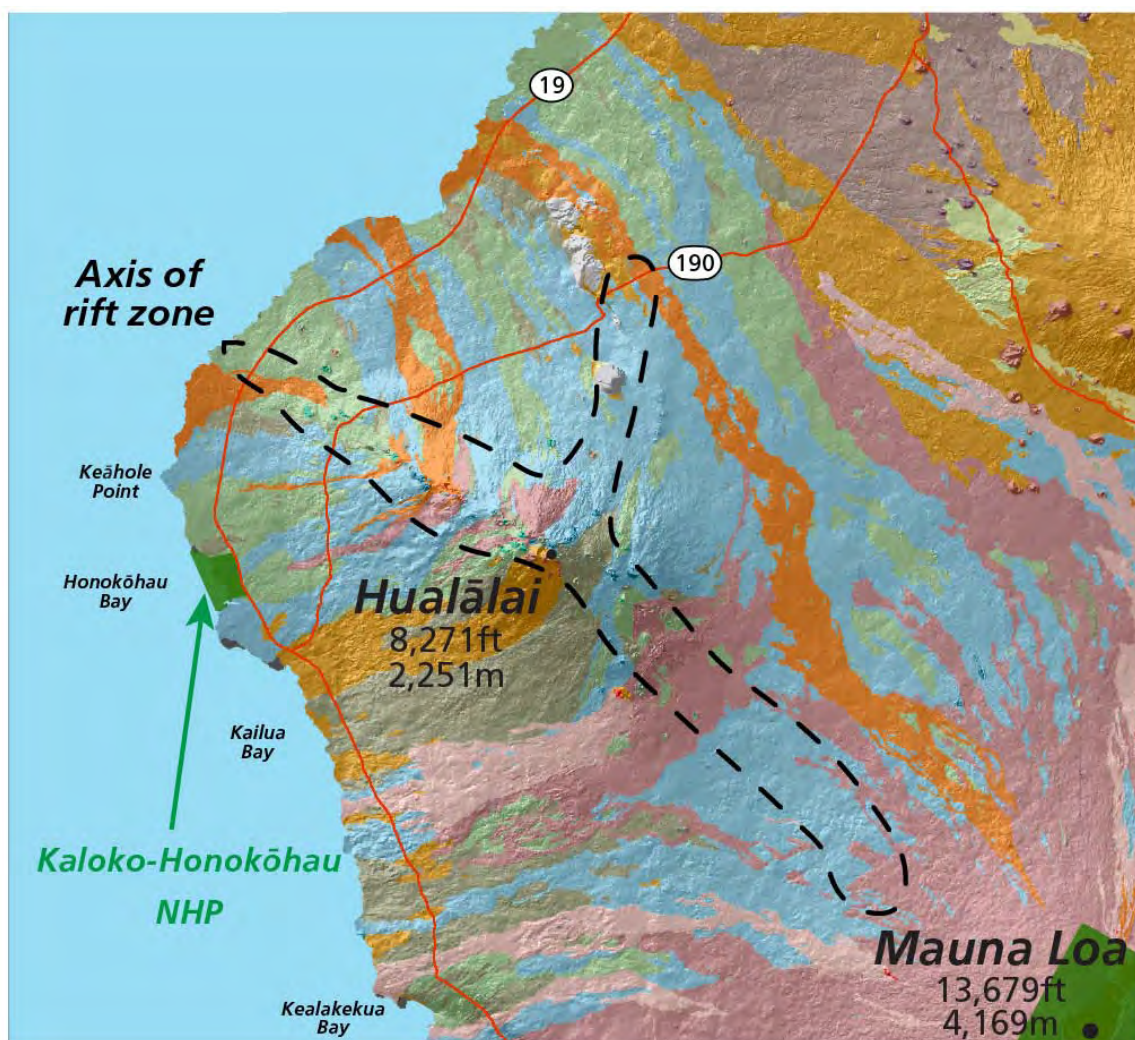 19
190
Axis of
rift zone
Keāhole
Point
Honokōhau
Bay
Hualālai
8,271ft
2,251m
Kailua
Bay
Kaloko-Honokōhau
NHP
Mauna Loa
13,679ft
4,169m
Kealakekua
Bay